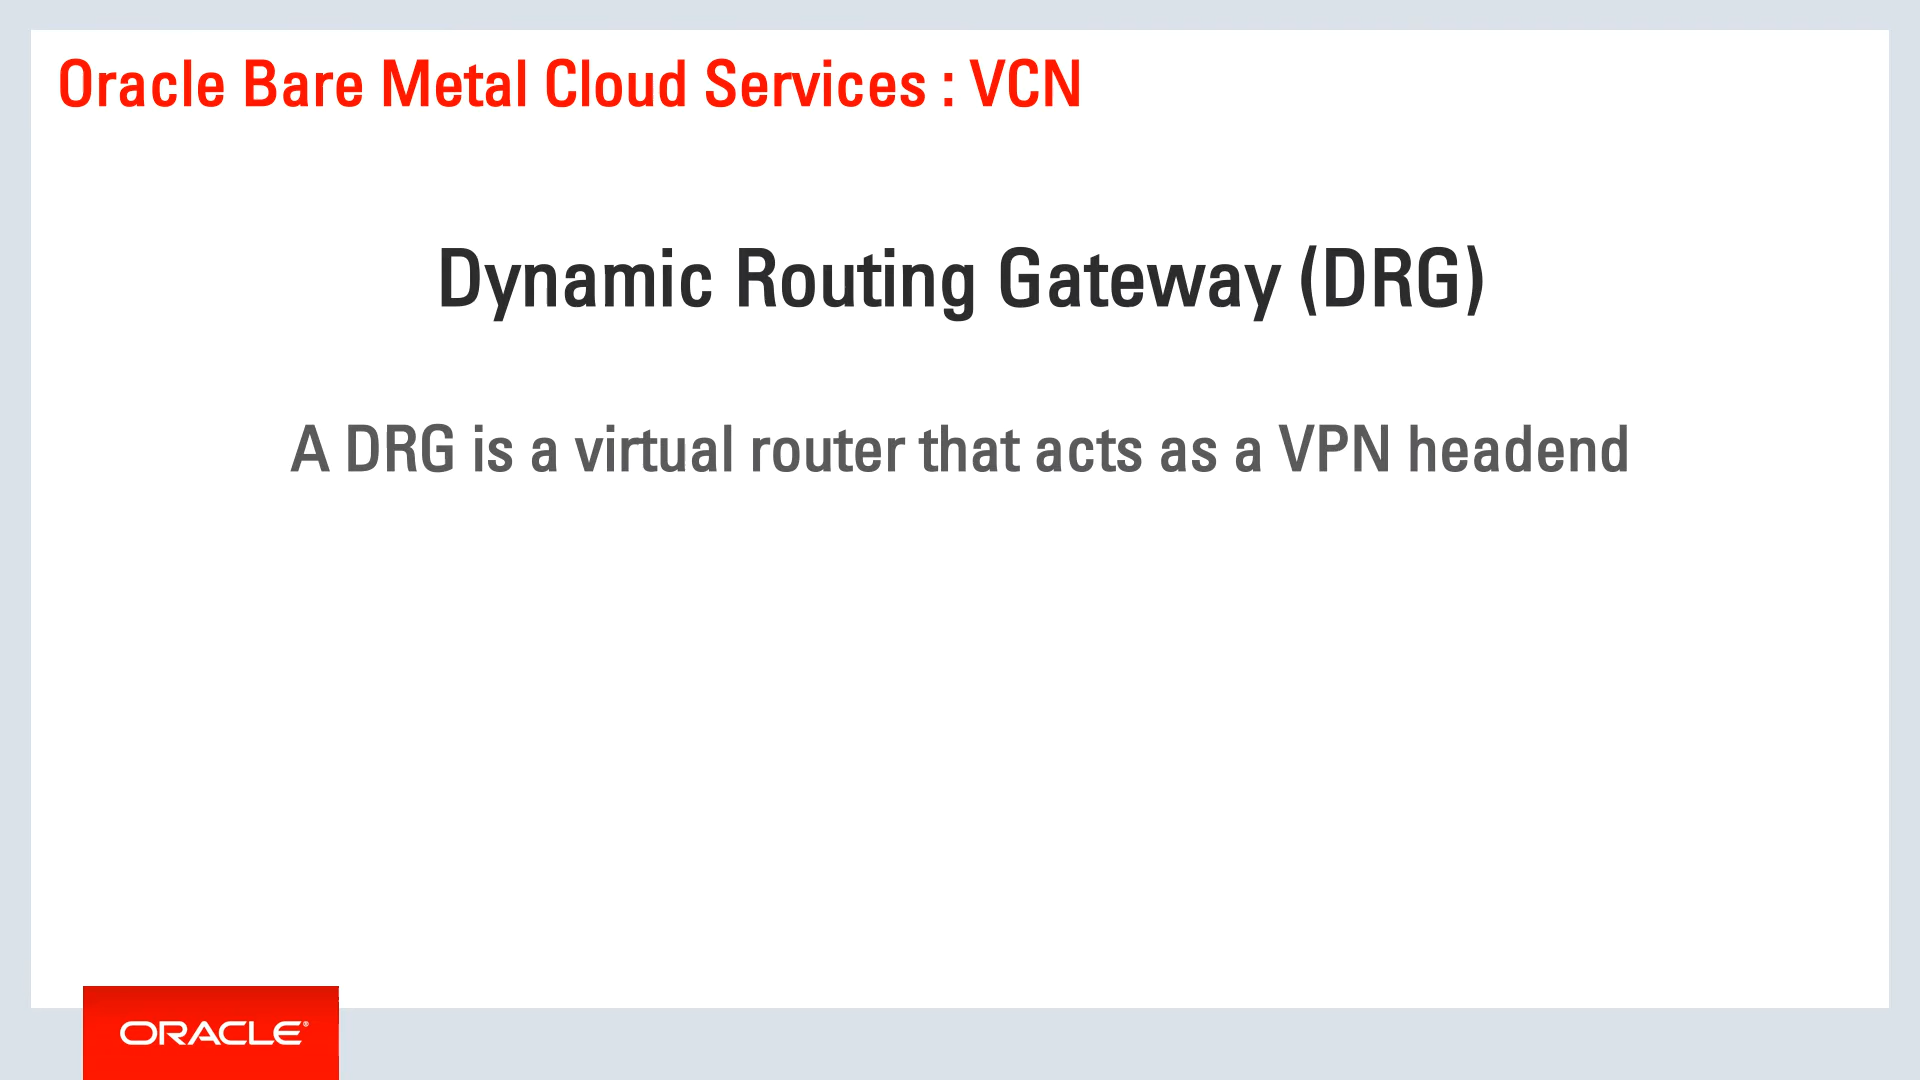 Oracle Bare Metal Cloud Services : VCN
Dynamic Routing Gateway (DRG)
A DRG is a virtual router that acts as a VPN headend
ORACLE®